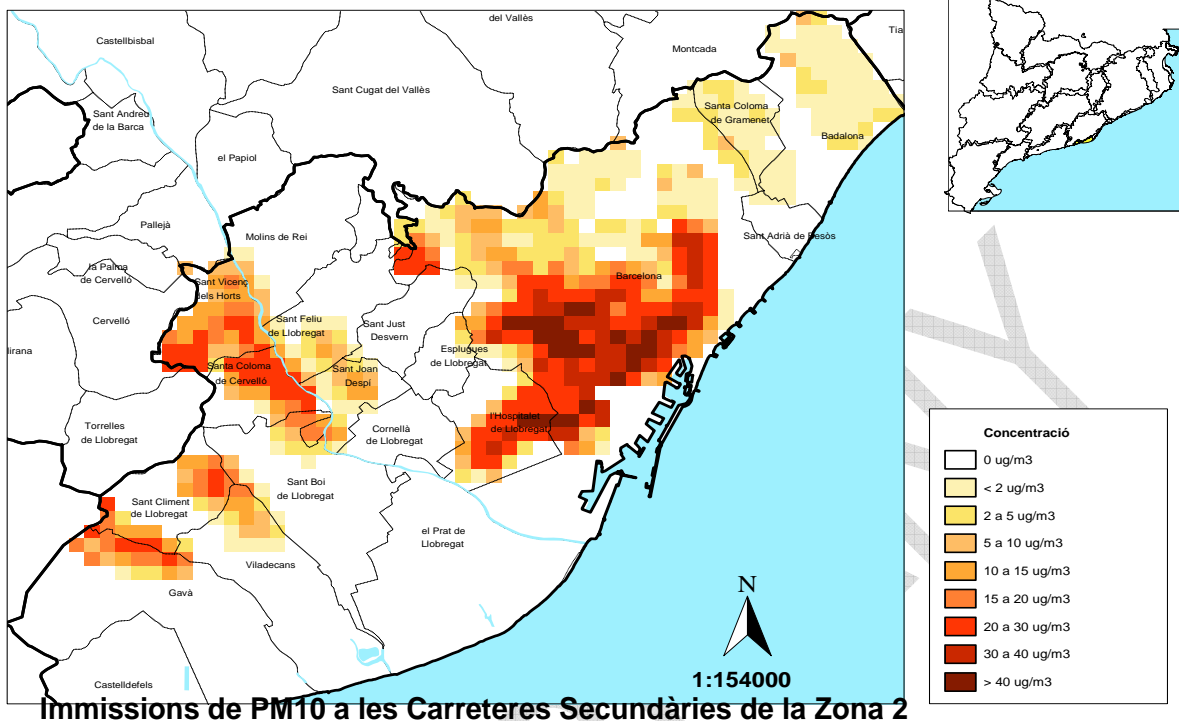 del Vallès
Tia
Castellbisbal
Montcada
Sant Cugat del Vallès
Santa Coloma
de Gramenet
Sant Andreu
de la Barca
Badalona
el Papiol
Pallejà
Molins de Rei
Sant Adrià de Besòs
la Palma
de Cervelló
Sant Vicenç
dels Horts
Barcelona
Cervelló
Sant Feliu
de Llobregat
Sant Just
Desvern
lirana
Esplugues
de Llobregat
Santa Coloma
de Cervelló
Sant Joan
Despí
l'Hospitalet
de Llobregat
Torrelles
de Llobregat
Cornellà
de Llobregat
Sant Boi
de Llobregat
Sant Climent
de Llobregat
el Prat de
Llobregat
Viladecans
Gavà
Castelldefels
N
1:154000
Concentració
0 ug/m3
< 2 ug/m3
2 a 5 ug/m3
5 a 10 ug/m3
10 a 15 ug/m3
15 a 20 ug/m3
20 a 30 ug/m3
30 a 40 ug/m3
> 40 ug/m3
Immissions de PM10 a les Carreteres Secundàries de la Zona 2